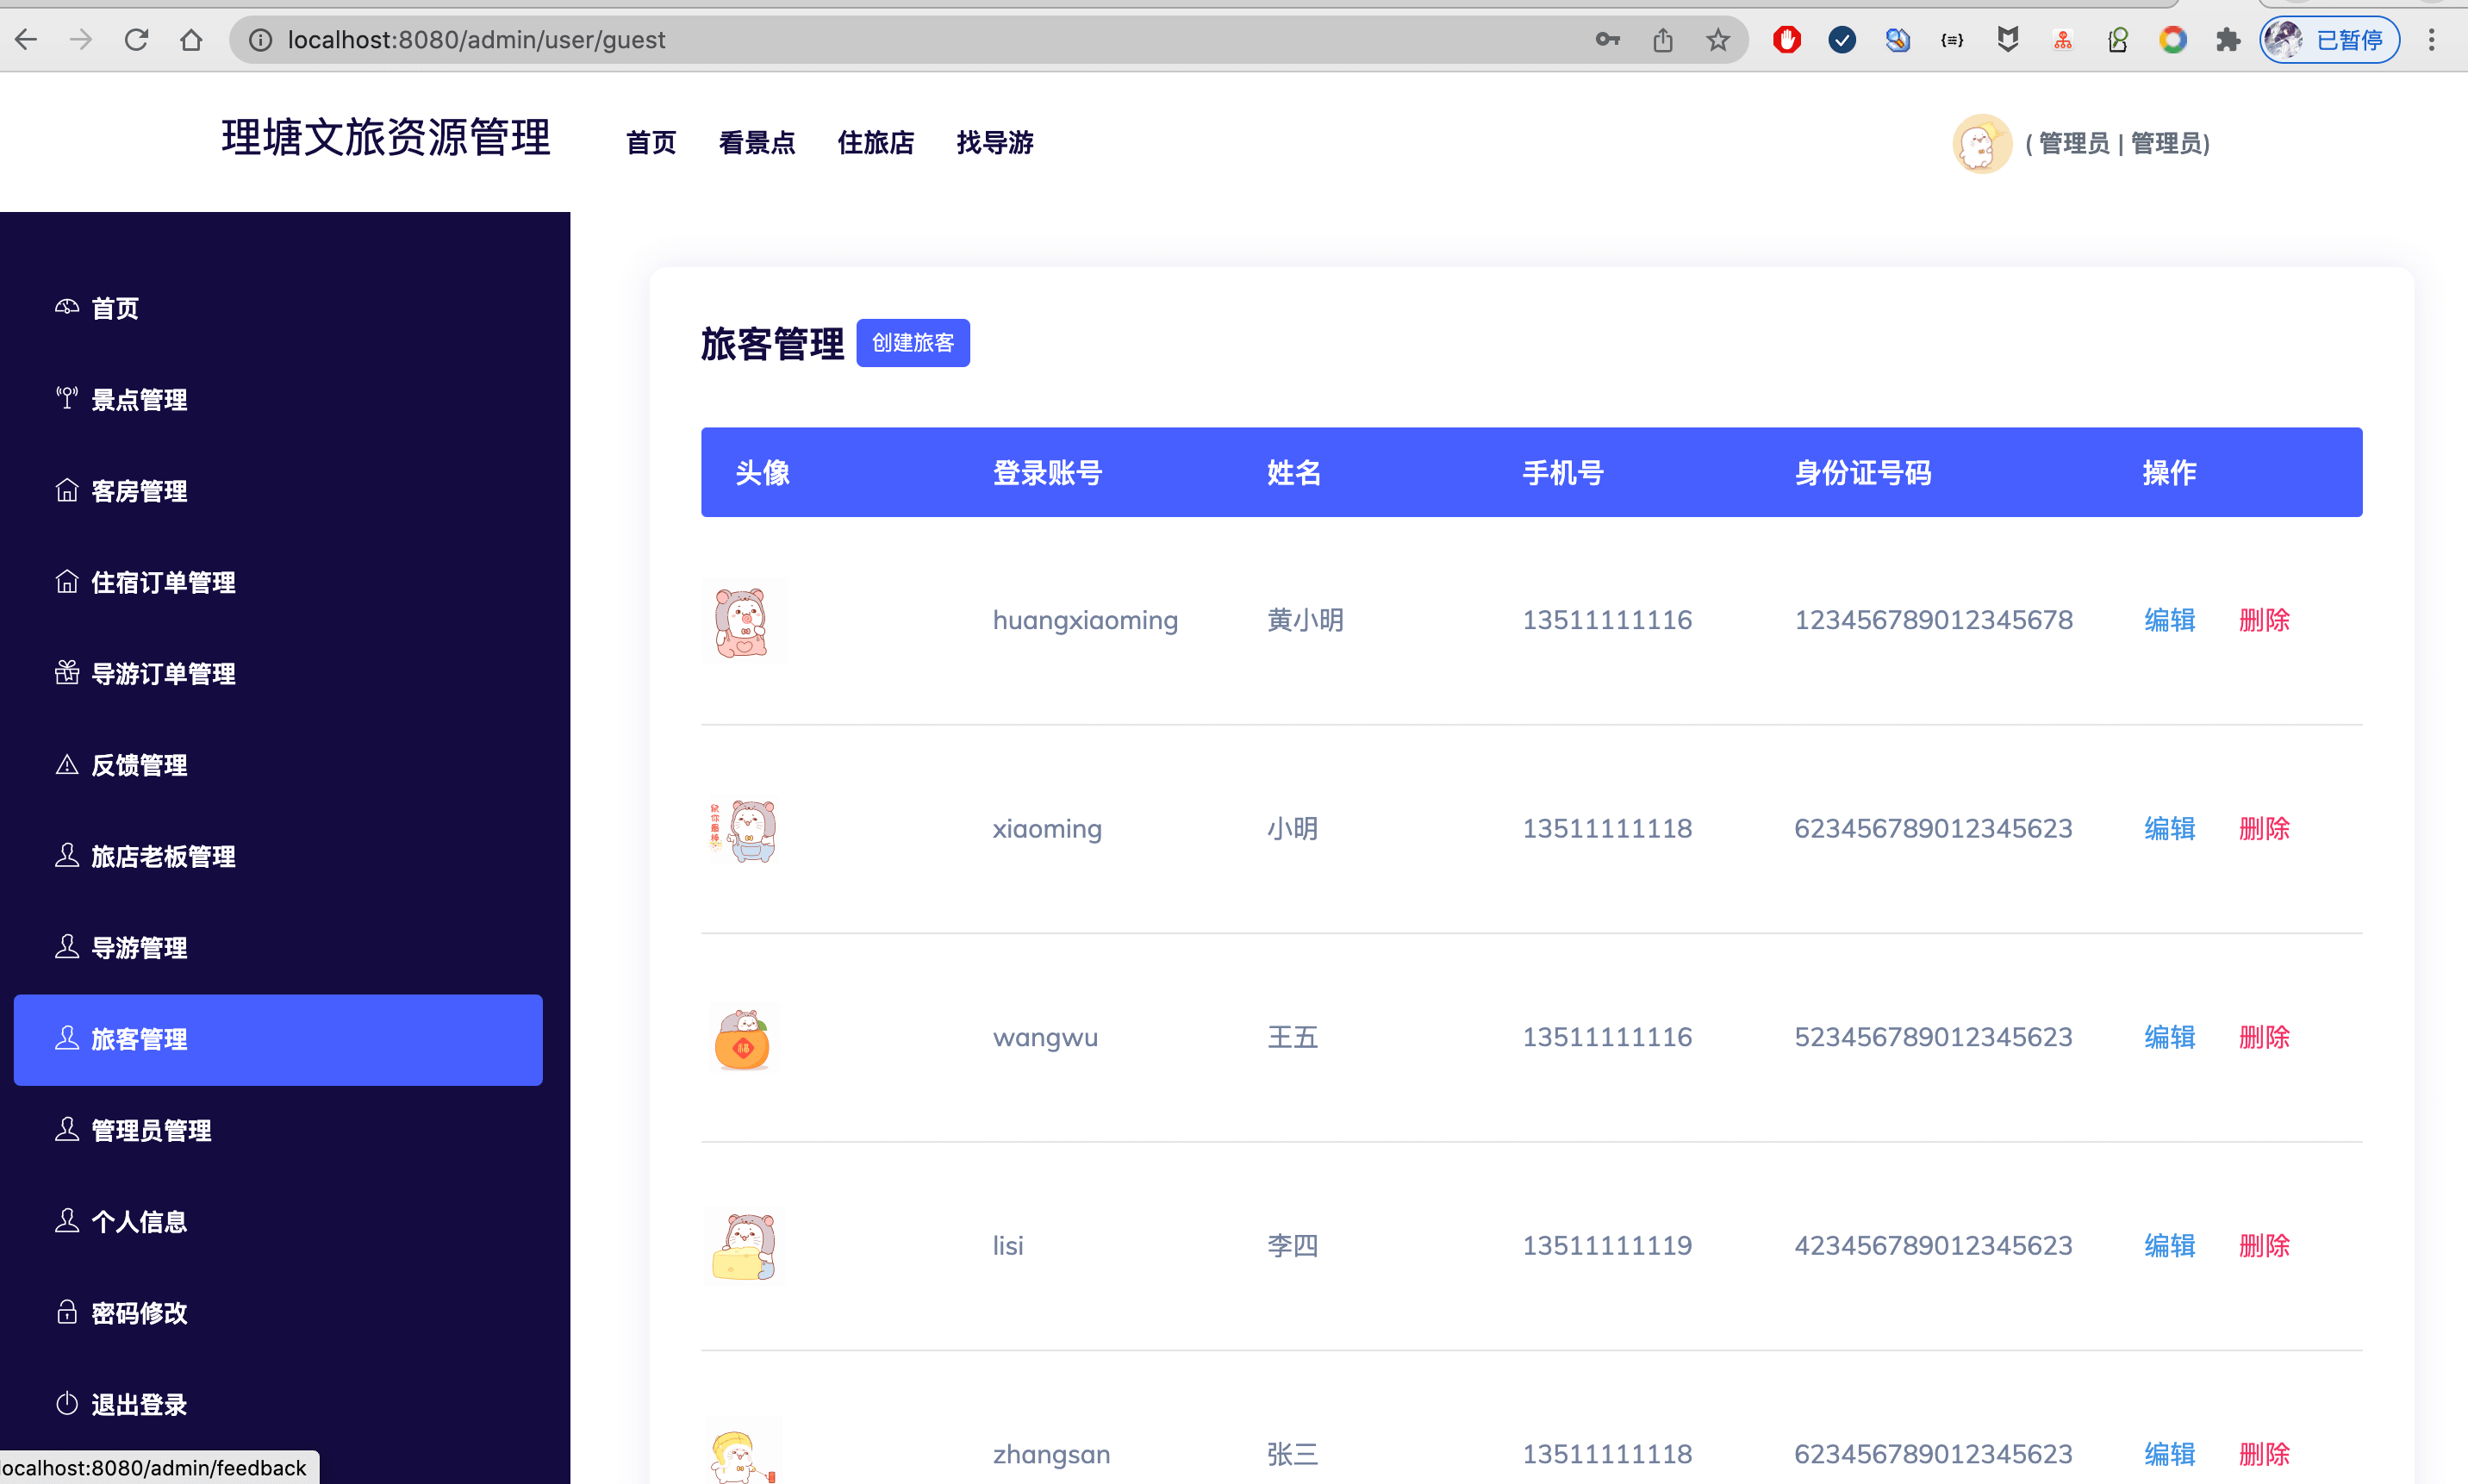 localhost:8080/admin/user/guest
已暂停
理塘文旅资源管理 首页 看景点 住旅店 找导游 ( 管理员 | 管理员)
首页
景点管理
客房管理
住宿订单管理
导游订单管理
反馈管理
旅店老板管理
导游管理
旅客管理
管理员管理
个人信息
密码修改
退出登录
localhost:8080/admin/feedback
旅客管理 创建旅客
头像 登录账号 姓名 手机号 身份证号码 操作
huangxiaoming 黄小明 13511111116 123456789012345678 编辑 删除
xiaoming 小明 13511111118 623456789012345623 编辑 删除
wangwu 王五 13511111116 523456789012345623 编辑 删除
lisi 李四 13511111119 423456789012345623 编辑 删除
zhangsan 张三 13511111118 623456789012345623 编辑 删除